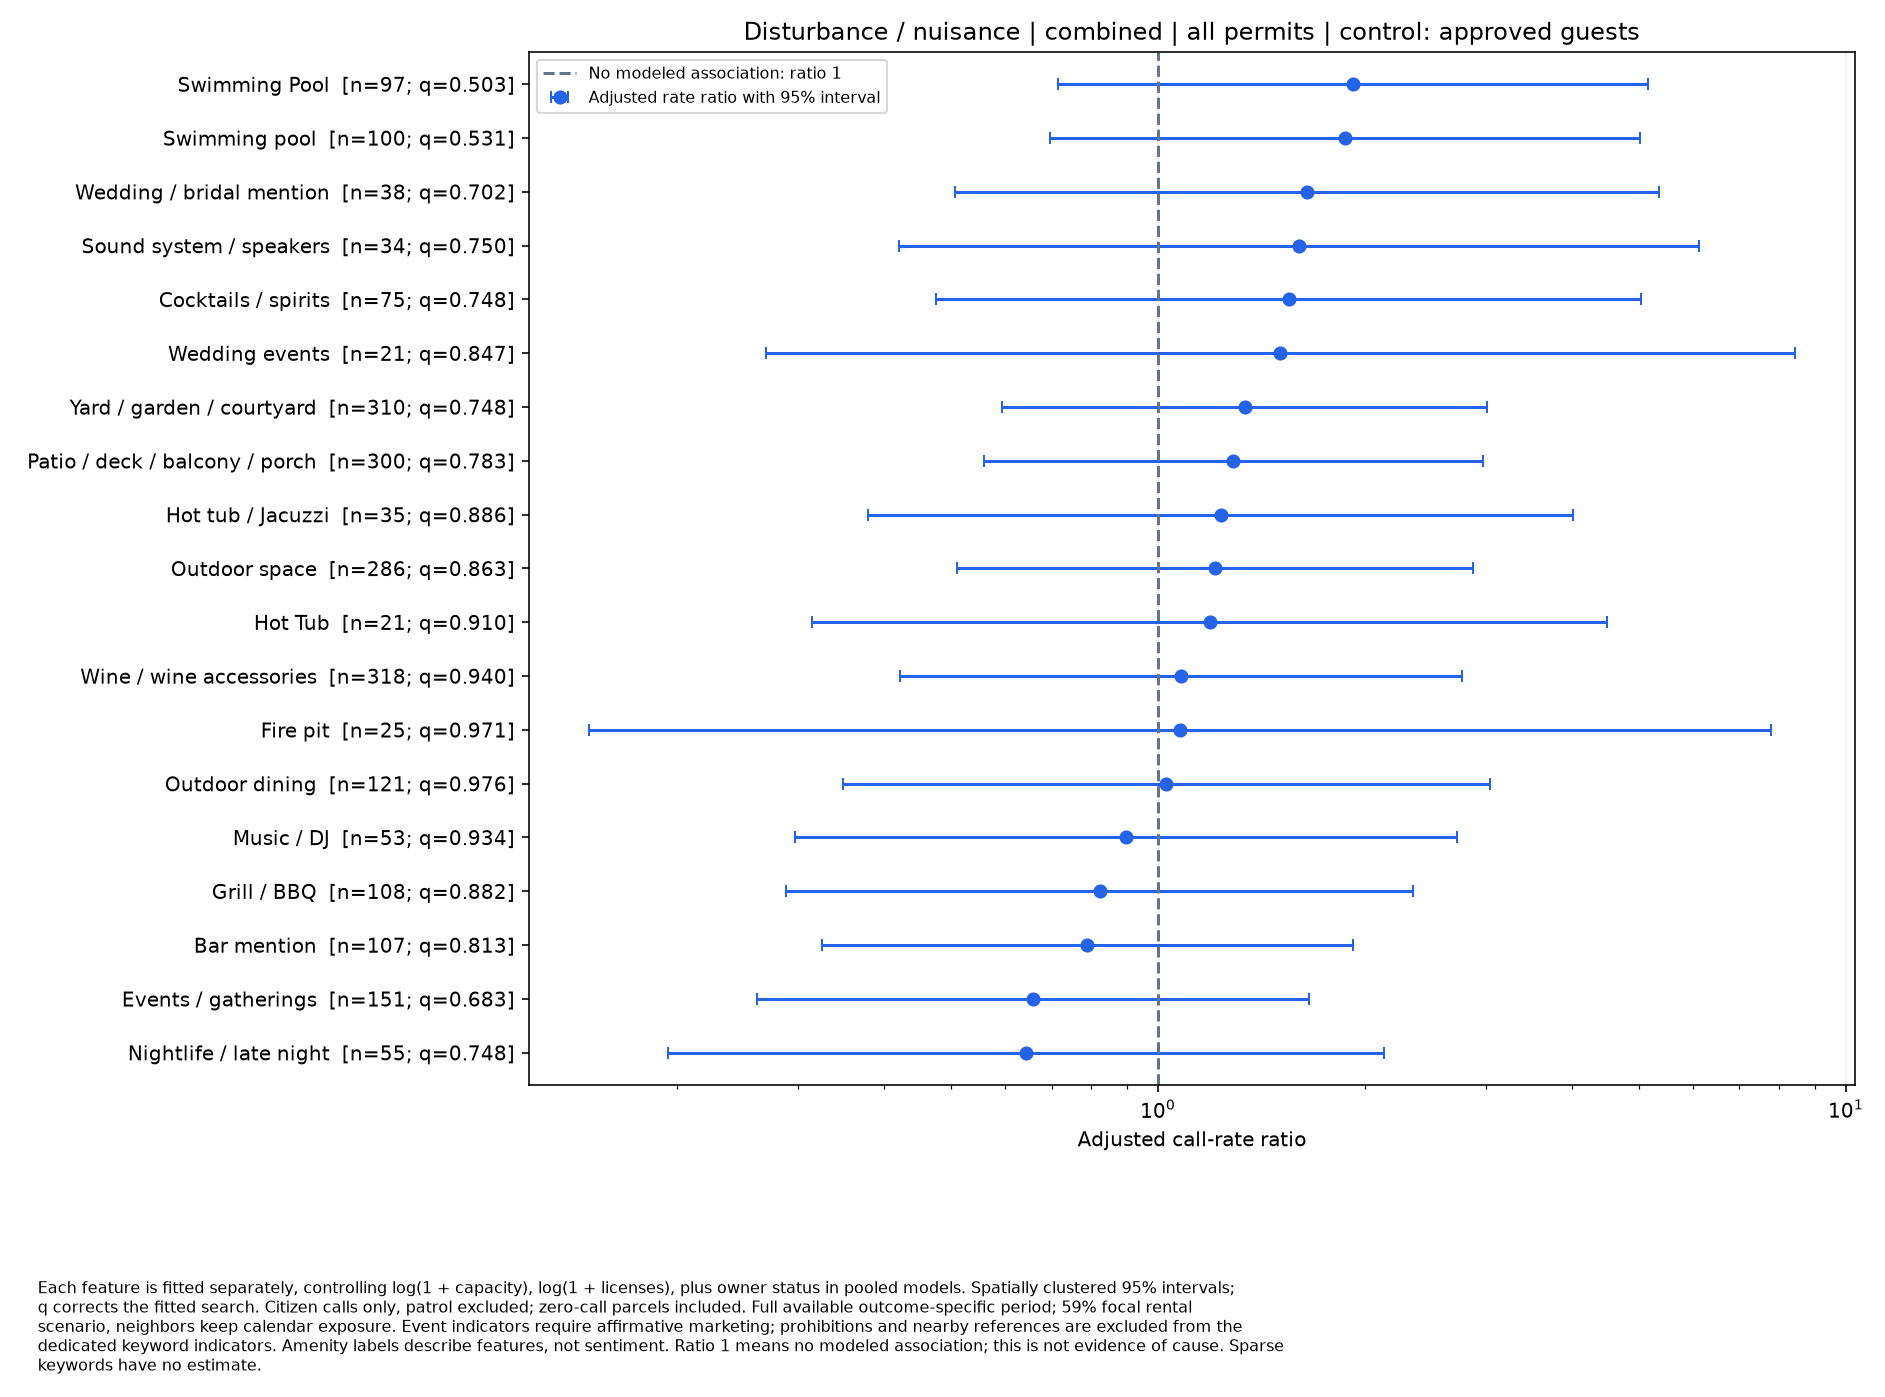 Disturbance / nuisance | combined | all permits | control: approved guests
No modeled association: ratio 1
Adjusted rate ratio with 95% interval
Swimming Pool [n=97; q=0.503]
Swimming pool [n=100; q=0.531]
Wedding / bridal mention [n=38; q=0.702]
Sound system / speakers [n=34; q=0.750]
Cocktails / spirits [n=75; q=0.748]
Wedding events [n=21; q=0.847]
Yard / garden / courtyard [n=310; q=0.748]
Patio / deck / balcony / porch [n=300; q=0.783]
Hot tub / Jacuzzi [n=35; q=0.886]
Outdoor space [n=286; q=0.863]
Hot Tub [n=21; q=0.910]
Wine / wine accessories [n=318; q=0.940]
Fire pit [n=25; q=0.971]
Outdoor dining [n=121; q=0.976]
Music / DJ [n=53; q=0.934]
Grill / BBQ [n=108; q=0.882]
Bar mention [n=107; q=0.813]
Events / gatherings [n=151; q=0.683]
Nightlife / late night [n=55; q=0.748]
10⁰ 10¹
Adjusted call-rate ratio
Each feature is fitted separately, controlling log(1 + capacity), log(1 + licenses), plus owner status in pooled models. Spatially clustered 95% intervals;
q corrects the fitted search. Citizen calls only, patrol excluded; zero-call parcels included. Full available outcome-specific period; 59% focal rental
scenario, neighbors keep calendar exposure. Event indicators require affirmative marketing; prohibitions and nearby references are excluded from the
dedicated keyword indicators. Amenity labels describe features, not sentiment. Ratio 1 means no modeled association; this is not evidence of cause. Sparse
keywords have no estimate.